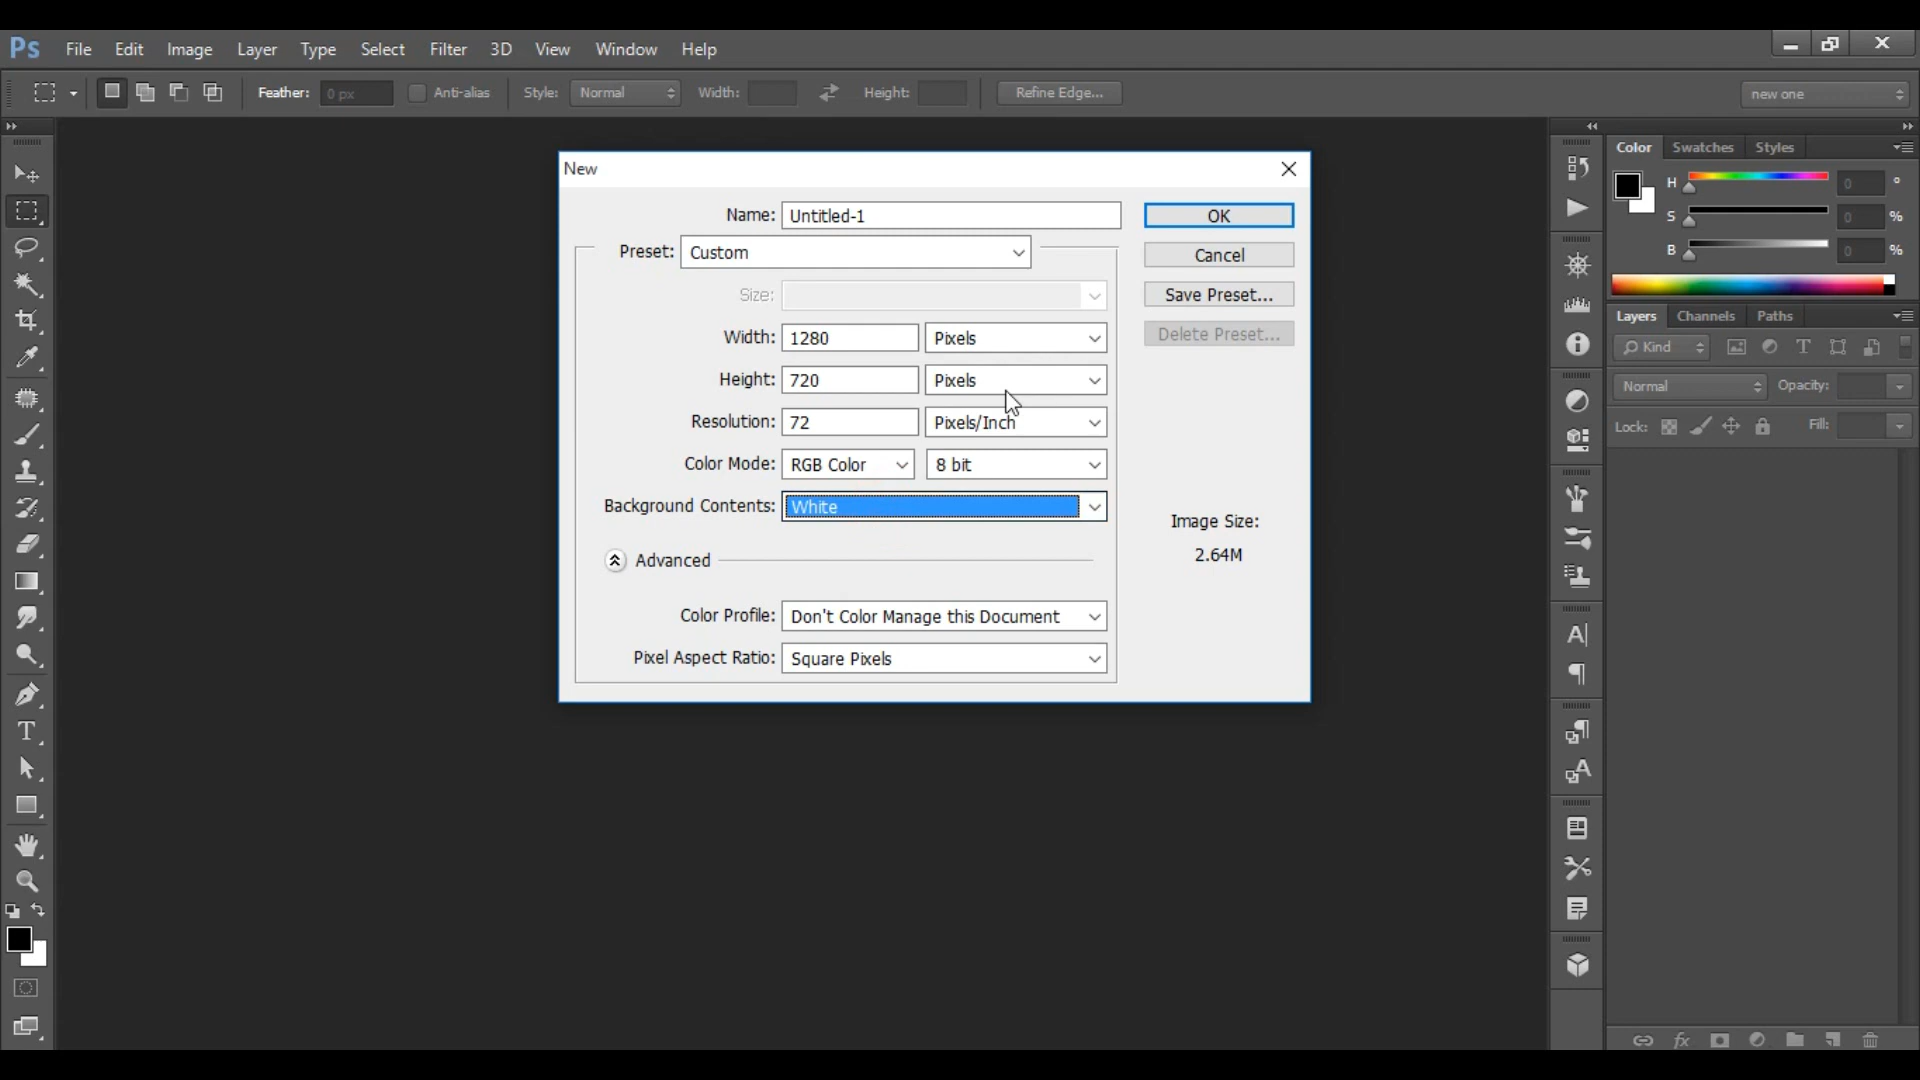 Ps File Edit Image Layer Type Select Filter 3D View Window Help
Feather: 0 px Anti-alias Style: Normal Width: Height: Refine Edge... new one
New
Name: Untitled-1 OK
Preset: Custom Cancel
Size: Save Preset...
Width: 1280 Pixels Delete Preset...
Height: 720 Pixels
Resolution: 72 Pixels/Inch
Color Mode: RGB Color 8 bit
Background Contents: White
Image Size:
2.64M
Advanced
Color Profile: Don't Color Manage this Document
Pixel Aspect Ratio: Square Pixels
Color Swatches Styles
H 0 °
S 0 %
B 0 %
Layers Channels Paths
Kind
Normal Opacity:
Lock: Fill:
fx